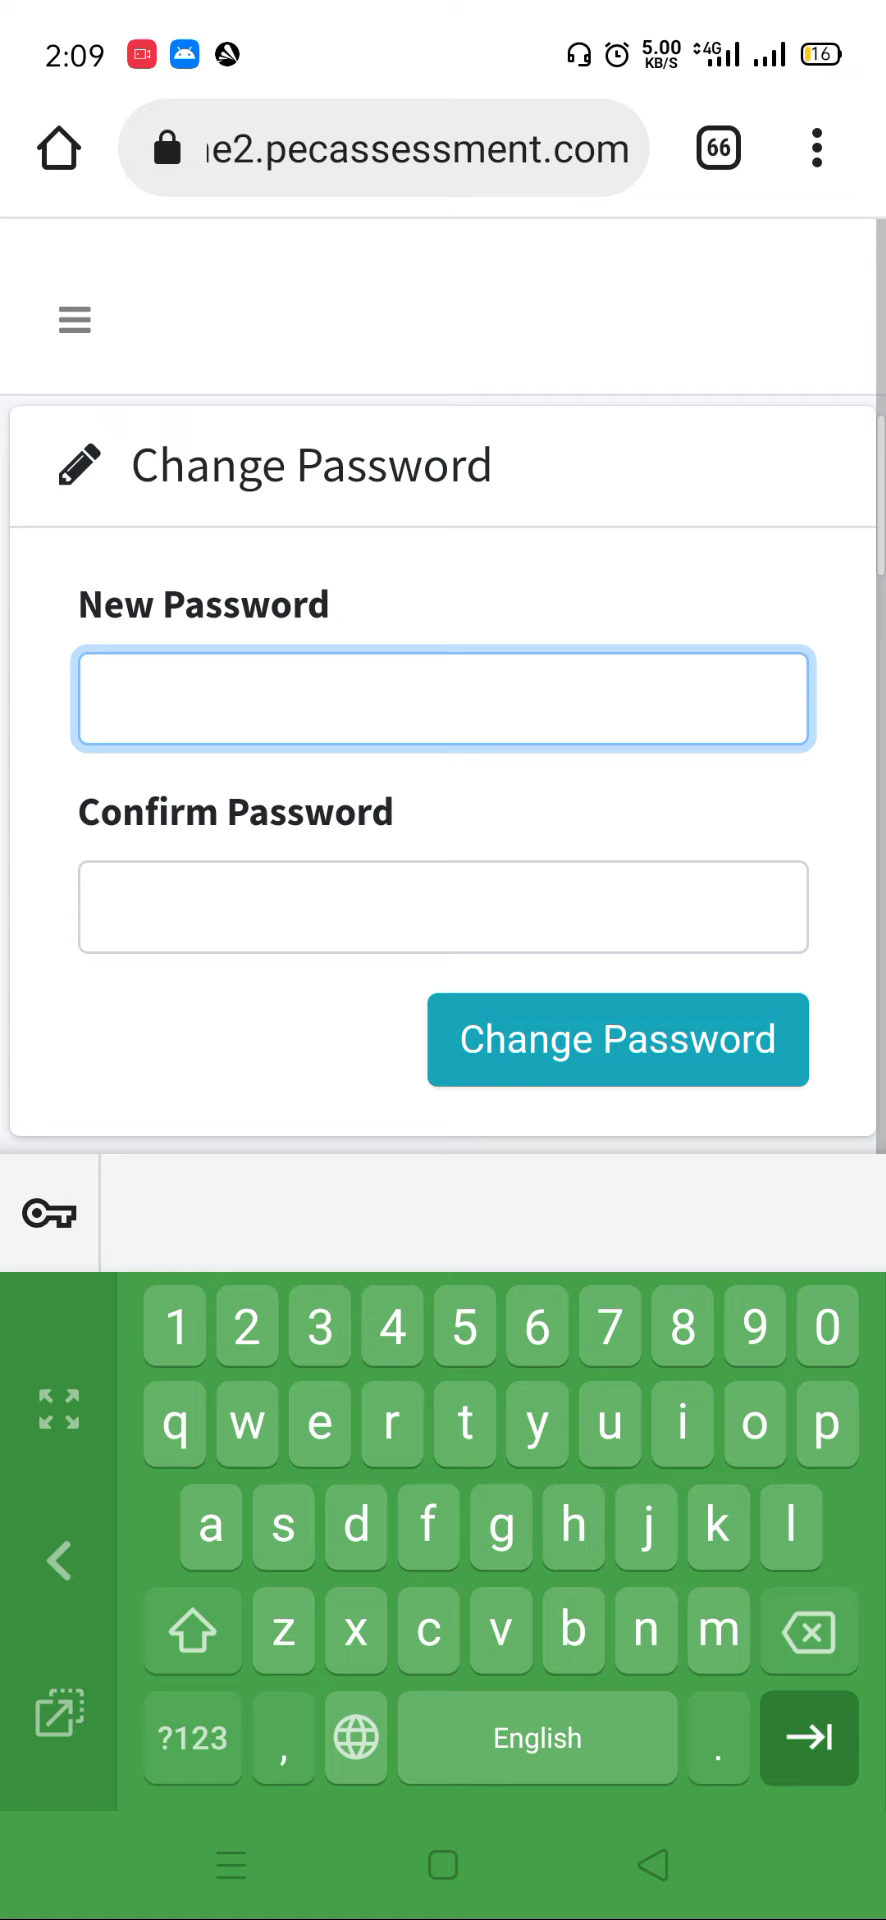 2:09 5.00 KB/S 4G 16
e2.pecassessment.com 66
Change Password
New Password
Confirm Password
Change Password
1 2 3 4 5 6 7 8 9 0
q w e r t y u i o p
a s d f g h j k l
z x c v b n m
?123 , English .